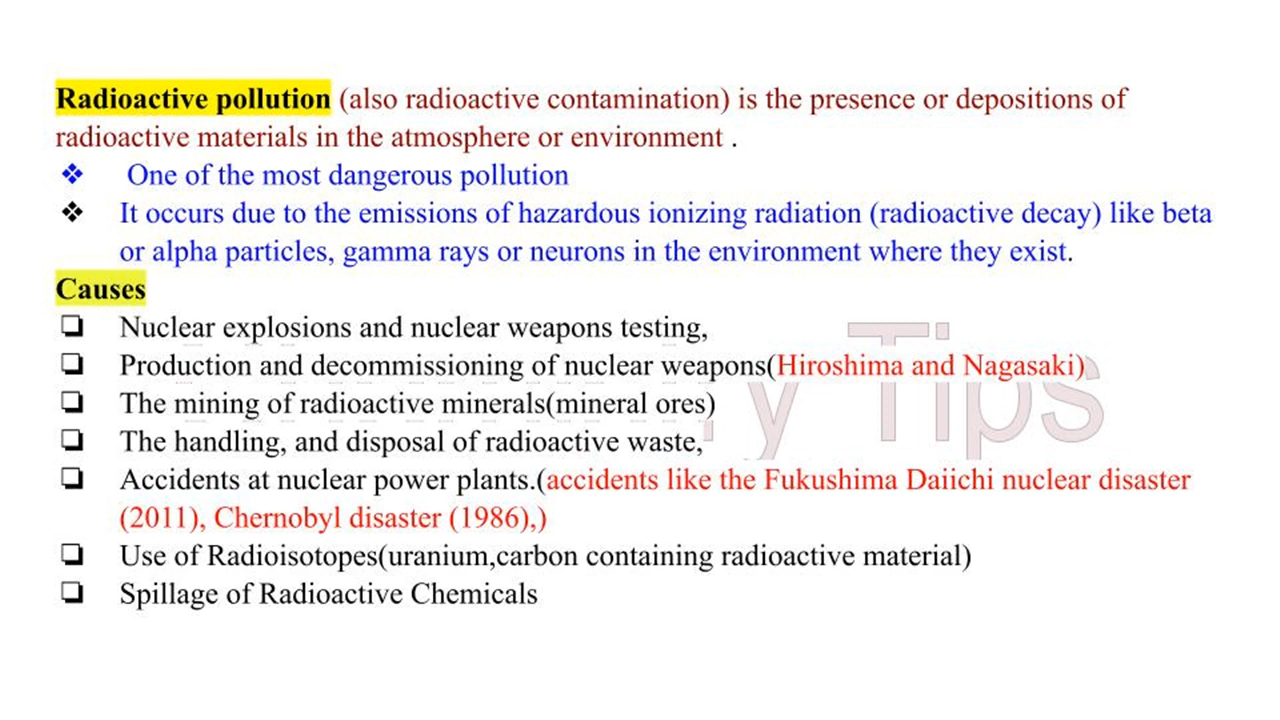 Radioactive pollution (also radioactive contamination) is the presence or depositions of
radioactive materials in the atmosphere or environment .
❖ One of the most dangerous pollution
❖ It occurs due to the emissions of hazardous ionizing radiation (radioactive decay) like beta
or alpha particles, gamma rays or neurons in the environment where they exist.
Causes
❏ Nuclear explosions and nuclear weapons testing,
❏ Production and decommissioning of nuclear weapons(Hiroshima and Nagasaki)
❏ The mining of radioactive minerals(mineral ores)
❏ The handling, and disposal of radioactive waste,
❏ Accidents at nuclear power plants.(accidents like the Fukushima Daiichi nuclear disaster
(2011), Chernobyl disaster (1986),)
❏ Use of Radioisotopes(uranium,carbon containing radioactive material)
❏ Spillage of Radioactive Chemicals
Tips